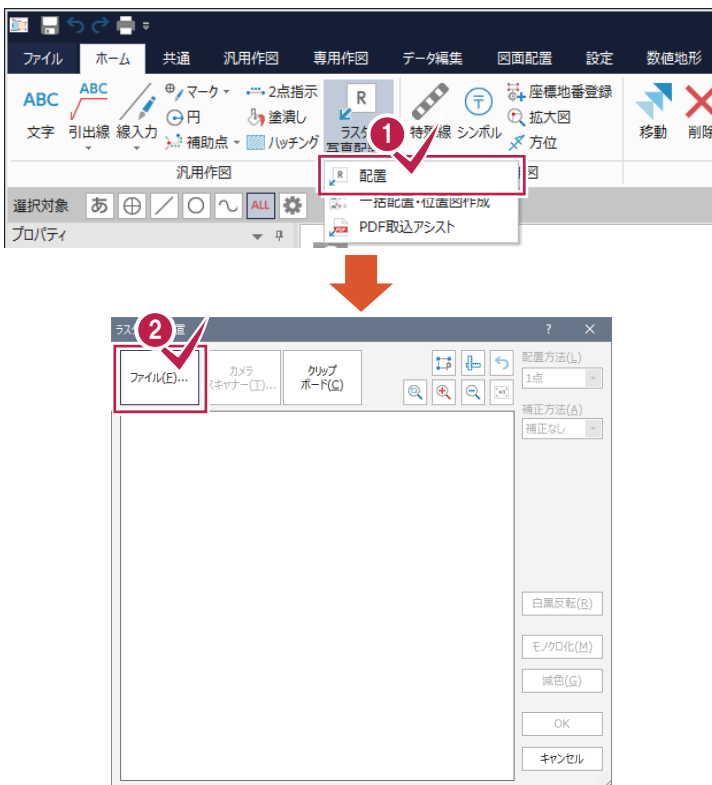 ファイル ホーム 共通 汎用作図 専用作図 データ編集 図面配置 設定 数値地形
ABC ABC マーク 2点指示 R 座標地番登録
円 塗潰し 拡大図
文字 引出線 線入力 補助点 ハッチング 特殊線 シンボル 方位 移動 削除
1
汎用作図
R 配置
一括配置・位置図作成
PDF取込アシスト
選択対象 あ ALL
プロパティ
2
? ×
ファイル(F)... カメラ
スキャナー(T)... クリップ
ボード(C)
配置方法(L)
1点
補正方法(A)
補正なし
白黒反転(R)
モノクロ化(M)
減色(G)
OK
キャンセル